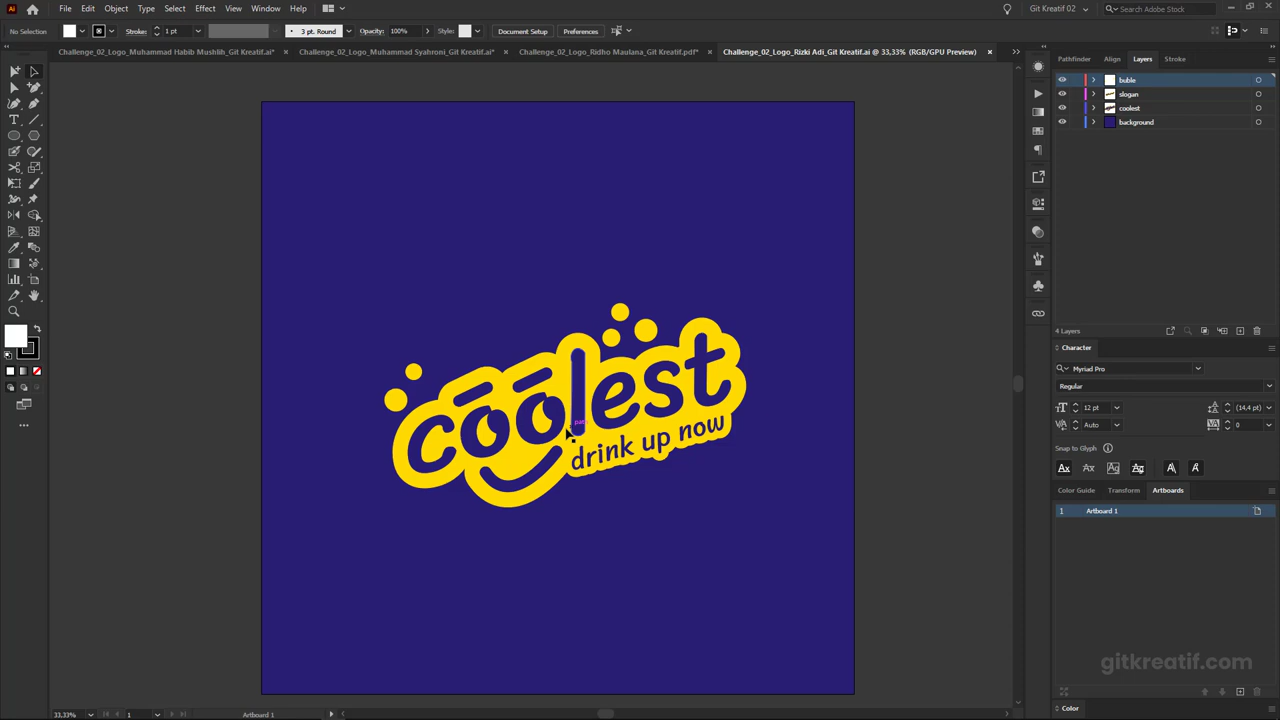 File Edit Object Type Select Effect View Window Help
Git Kreatif 02
Search Adobe Stock
No Selection
Stroke:
1 pt
3 pt. Round
Opacity:
100%
Style:
Document Setup
Preferences
Challenge_02_Logo_Muhammad Habib Mushlih_Git Kreatif.ai*
Challenge_02_Logo_Muhammad Syahroni_Git Kreatif.ai*
Challenge_02_Logo_Ridho Maulana_Git Kreatif.pdf*
Challenge_02_Logo_Rizki Adi_Git Kreatif.ai @ 33,33% (RGB/GPU Preview)
Pathfinder Align Layers Stroke
buble
slogan
coolest
background
4 Layers
Character
Myriad Pro
Regular
12 pt
(14,4 pt)
Auto
0
Snap to Glyph
Color Guide Transform Artboards
1 Artboard 1
coolest
drink up now
gitkreatif.com
Color
33,33%
1
Artboard 1